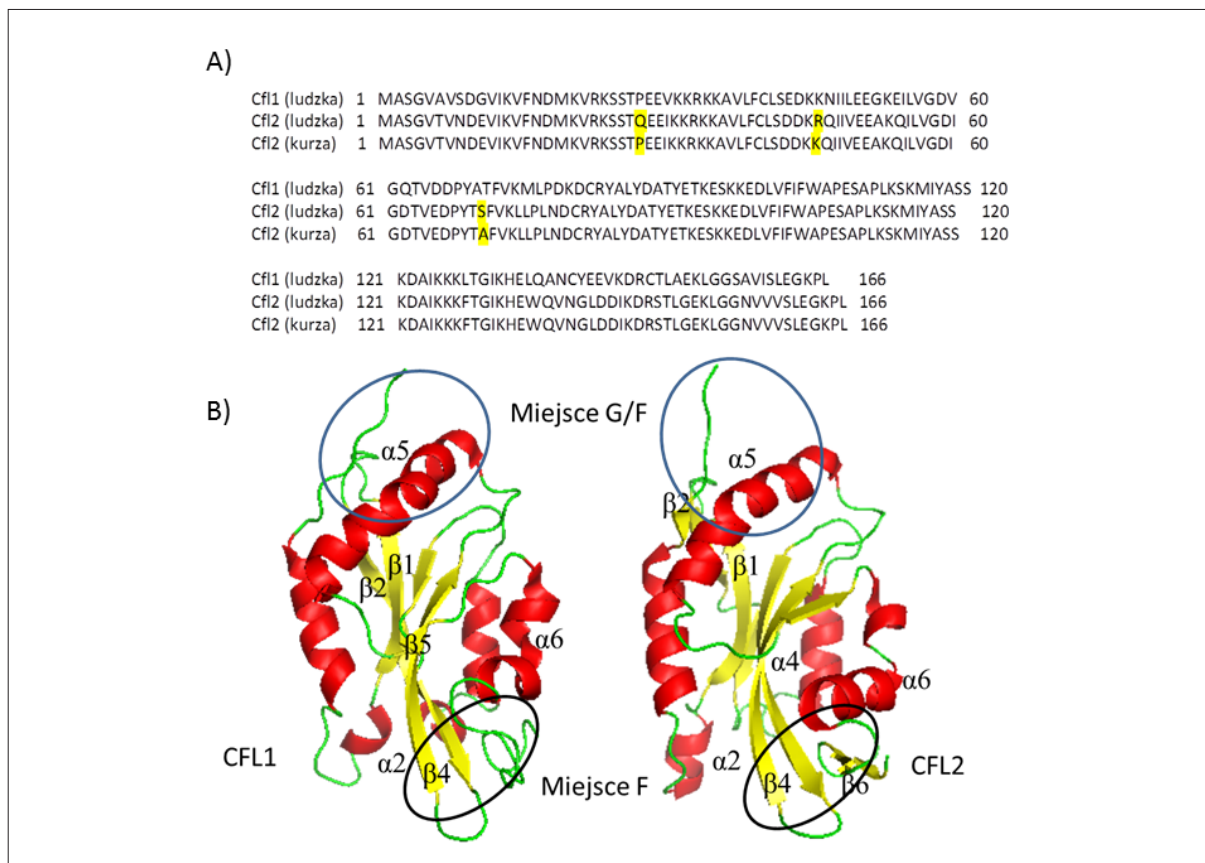 A)
Cfl1 (ludzka) 1 MASGVAVSDGVIKVFNDMKVRKSSTPEEVKKRKKAVLFCLSEDKKNIILEEGKEILVGDV 60
Cfl2 (ludzka) 1 MASGVTVNDEVIKVFNDMKVRKSSTQEEIKKRKKAVLFCLSDDKRQIIVEEAKQILVGDI 60
Cfl2 (kurza) 1 MASGVTVNDEVIKVFNDMKVRKSSTPEEIKKRKKAVLFCLSDDKKQIIVEEAKQILVGDI 60
Cfl1 (ludzka) 61 GQTVDDPYATFVKMLPDKDCRYALYDATYETKESKKEDLVFIFWAPESAPLKSKMIYASS 120
Cfl2 (ludzka) 61 GDTVEDPYTSFVKLLPLNDCRYALYDATYETKESKKEDLVFIFWAPESAPLKSKMIYASS 120
Cfl2 (kurza) 61 GDTVEDPYTAFVKLLPLNDCRYALYDATYETKESKKEDLVFIFWAPESAPLKSKMIYASS 120
Cfl1 (ludzka) 121 KDAIKKKLTGIKHELQANCYEEVKDRCTLAEKLGGSAVISLEGKPL 166
Cfl2 (ludzka) 121 KDAIKKKFTGIKHEWQVNGLDDIKDRSTLGEKLGGNVVVSLEGKPL 166
Cfl2 (kurza) 121 KDAIKKKFTGIKHEWQVNGLDDIKDRSTLGEKLGGNVVVSLEGKPL 166
B)
Miejsce G/F
α5
β1
β2
β5
α6
α2
β4
CFL1
Miejsce F
α5
β2
β1
α4
α6
α2
β4
β6
CFL2